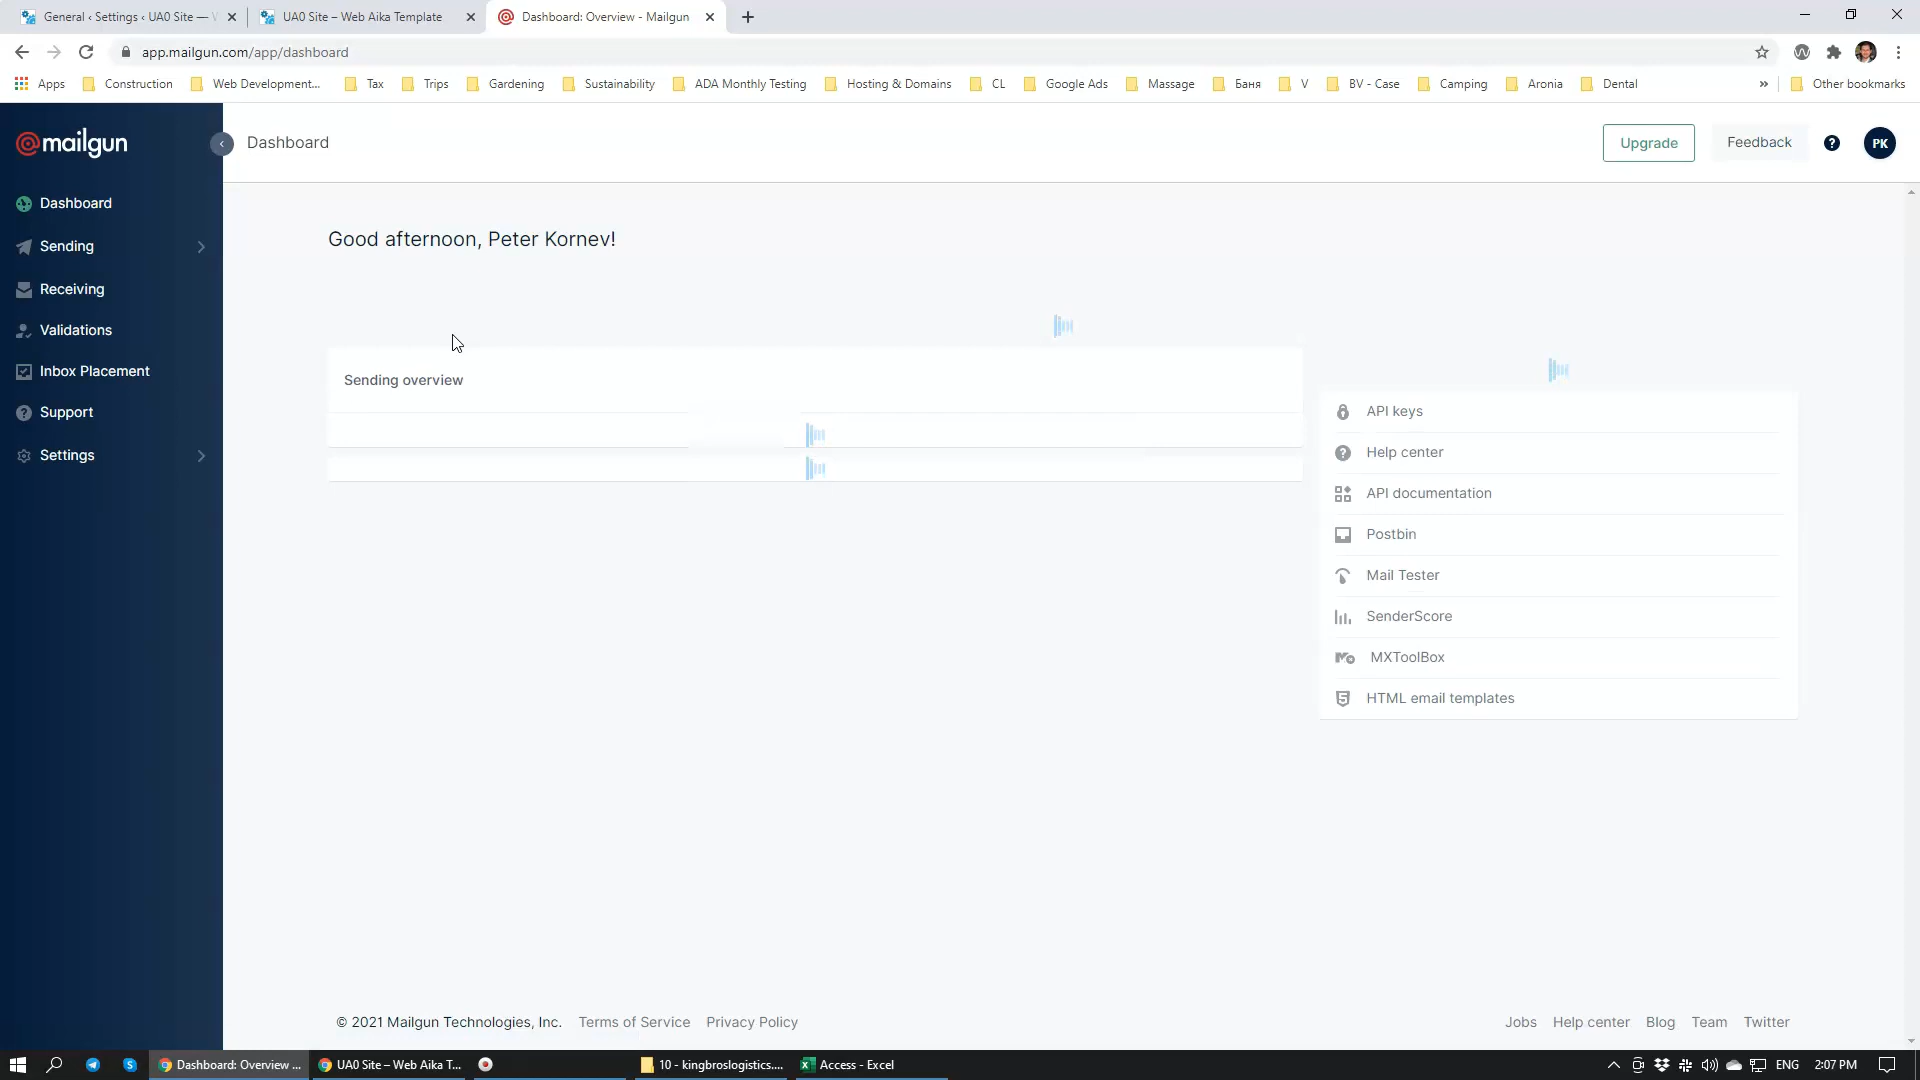 General ‹ Settings ‹ UA0 Site —
UA0 Site – Web Aika Template
Dashboard: Overview - Mailgun
app.mailgun.com/app/dashboard
Apps
Construction
Web Development...
Tax
Trips
Gardening
Sustainability
ADA Monthly Testing
Hosting & Domains
CL
Google Ads
Massage
Баня
V
BV - Case
Camping
Aronia
Dental
»
Other bookmarks
mailgun
Dashboard
Upgrade
Feedback
PK
Dashboard
Sending
Receiving
Validations
Inbox Placement
Support
Settings
Good afternoon, Peter Kornev!
Sending overview
API keys
Help center
API documentation
Postbin
Mail Tester
SenderScore
MXToolBox
HTML email templates
© 2021 Mailgun Technologies, Inc. Terms of Service Privacy Policy
Jobs Help center Blog Team Twitter
Dashboard: Overview ...
UA0 Site – Web Aika T...
10 - kingbroslogistics....
Access - Excel
ENG
2:07 PM